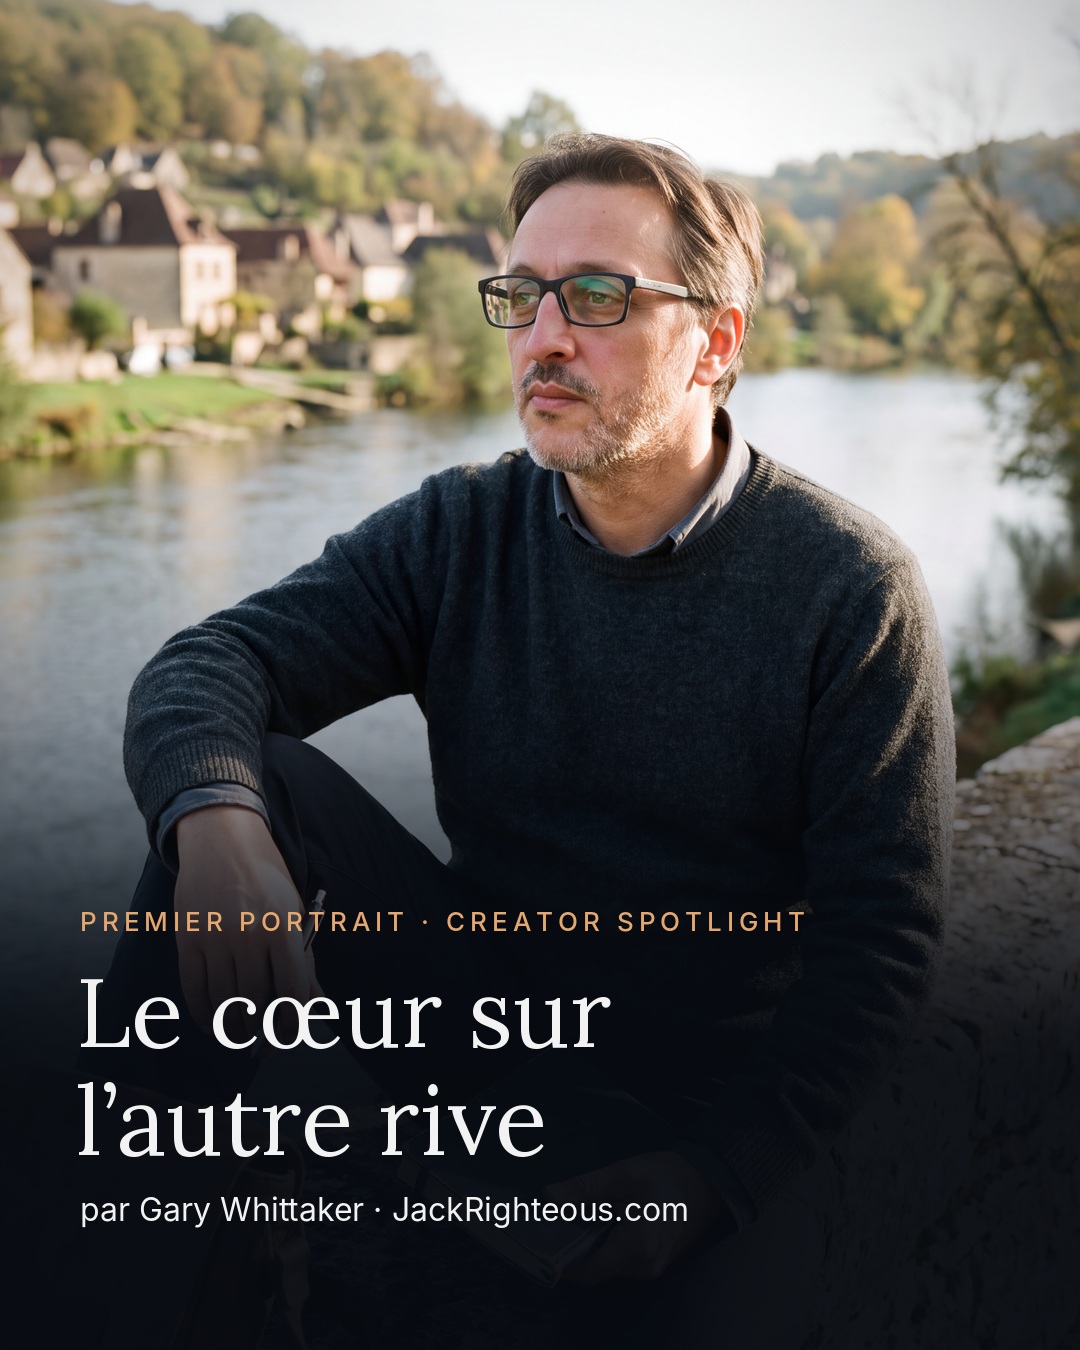 PREMIER PORTRAIT · CREATOR SPOTLIGHT
Le cœur sur
l’autre rive
par Gary Whittaker · JackRighteous.com